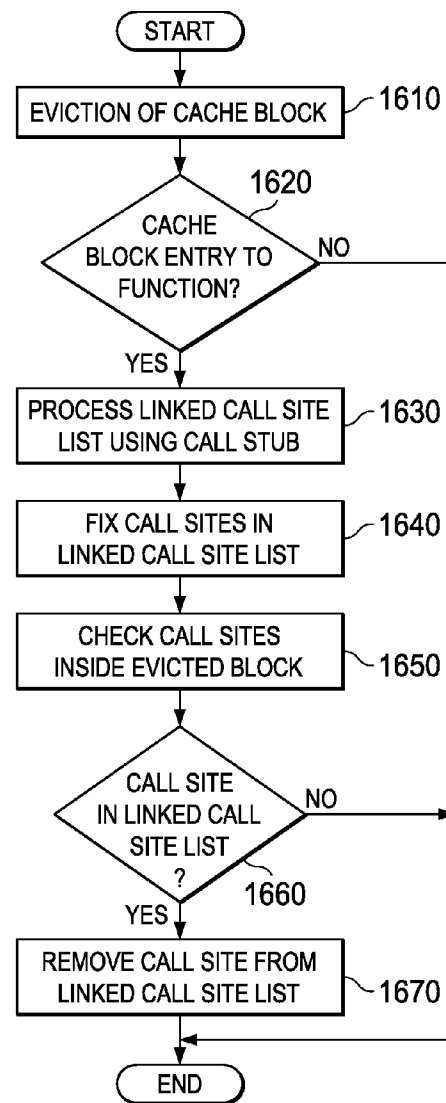 START
EVICTION OF CACHE BLOCK
1610
1620
CACHE
BLOCK ENTRY TO
FUNCTION?
NO
YES
PROCESS LINKED CALL SITE
LIST USING CALL STUB
1630
FIX CALL SITES IN
LINKED CALL SITE LIST
1640
CHECK CALL SITES
INSIDE EVICTED BLOCK
1650
CALL SITE
IN LINKED CALL
SITE LIST
?
NO
1660
YES
REMOVE CALL SITE FROM
LINKED CALL SITE LIST
1670
END